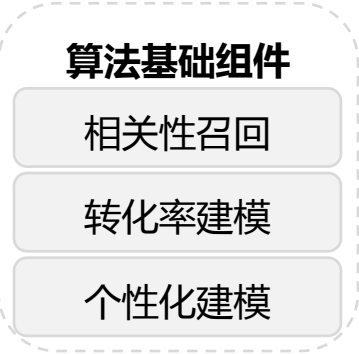 算法基础组件
相关性召回
转化率建模
个性化建模